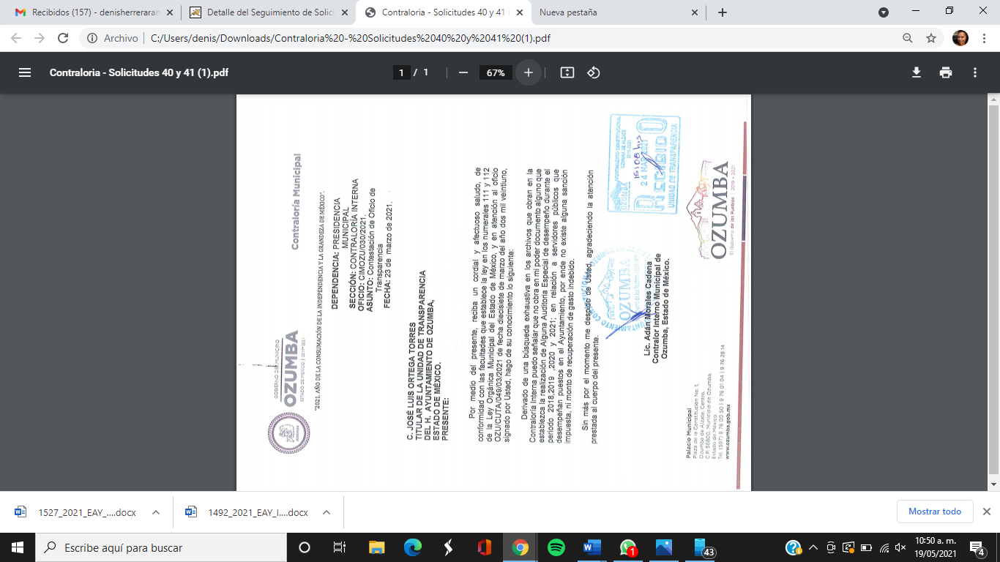 Recibidos (157) - denisherreraran
Detalle del Seguimiento de Solici
Contraloria - Solicitudes 40 y 41 (
Nueva pestaña
Archivo
C:/Users/denis/Downloads/Contraloria%20-%20Solicitudes%2040%20y%2041%20(1).pdf
Contraloria - Solicitudes 40 y 41 (1).pdf
1 / 1
67%
GOBIERNO DEL MUNICIPIO
OZUMBA
ESTADO DE MÉXICO | 2019-2021
Contraloría Municipal
"2021. AÑO DE LA CONSUMACIÓN DE LA INDEPENDENCIA Y LA GRANDEZA DE MÉXICO".
DEPENDENCIA: PRESIDENCIA
MUNICIPAL
SECCIÓN: CONTRALORÍA INTERNA
OFICIO: CIMOZU/030/2021.
ASUNTO: Contestación de Oficio de
Transparencia
FECHA: 23 de marzo de 2021.
C. JOSÉ LUIS ORTEGA TORRES
TITULAR DE LA UNIDAD DE TRANSPARENCIA
DEL H. AYUNTAMIENTO DE OZUMBA,
ESTADO DE MÉXICO.
PRESENTE:
Por medio del presente, reciba un cordial y afectuoso saludo, de
conformidad con las facultades que establece la ley en los numerales 111 y 112
de la Ley Orgánica Municipal del Estado de México, y en atención al oficio
OZU/CUTA/049/03/2021 de fecha diecisiete de marzo del año dos mil veintiuno,
signado por Usted, hago de su conocimiento lo siguiente:
Derivado de una búsqueda exhaustiva en los archivos que obran en la
Contraloría Interna puedo señalar que no obra en mi poder documento alguno que
establezca la realización de Alguna Auditoría Especial de desempeño durante el
periodo 2018,2019 ,2020 y 2021; en relación a servidores públicos que
desempeñan puestos en el Ayuntamiento, por ende no existe alguna sanción
impuesta, ni monto de recuperación de gasto indebido.
Sin más por el momento me despido de Usted, agradeciendo la atención
prestada al cuerpo del presente.
OZUMBA
Lic. Adán Morales Cadena
Contralor Interno Municipal de
Ozumba, Estado de México.
AYUNTAMIENTO CONSTITUCIONAL
OZUMBA DE ALZATE
2019-2021
OZUMBA
15:08 hrs
24 MAR 2021
RECIBIDO
UNIDAD DE TRANSPARENCIA
Palacio Municipal
Plaza de la Constitución No. 1,
Ozumba de Alzate, Centro,
C.P. 56800, Municipio de Ozumba,
Estado de México
Tel: (597) 9 76 00 50 | 9 76 01 04 | 9 76 28 14
www.ozumba.gob.mx
OZUMBA
El Gobierno de los Pueblos | 2019 - 2021
1527_2021_EAY_....docx
1492_2021_EAY_I....docx
Mostrar todo
Escribe aquí para buscar
1
43
10:50 a. m.
19/05/2021
4